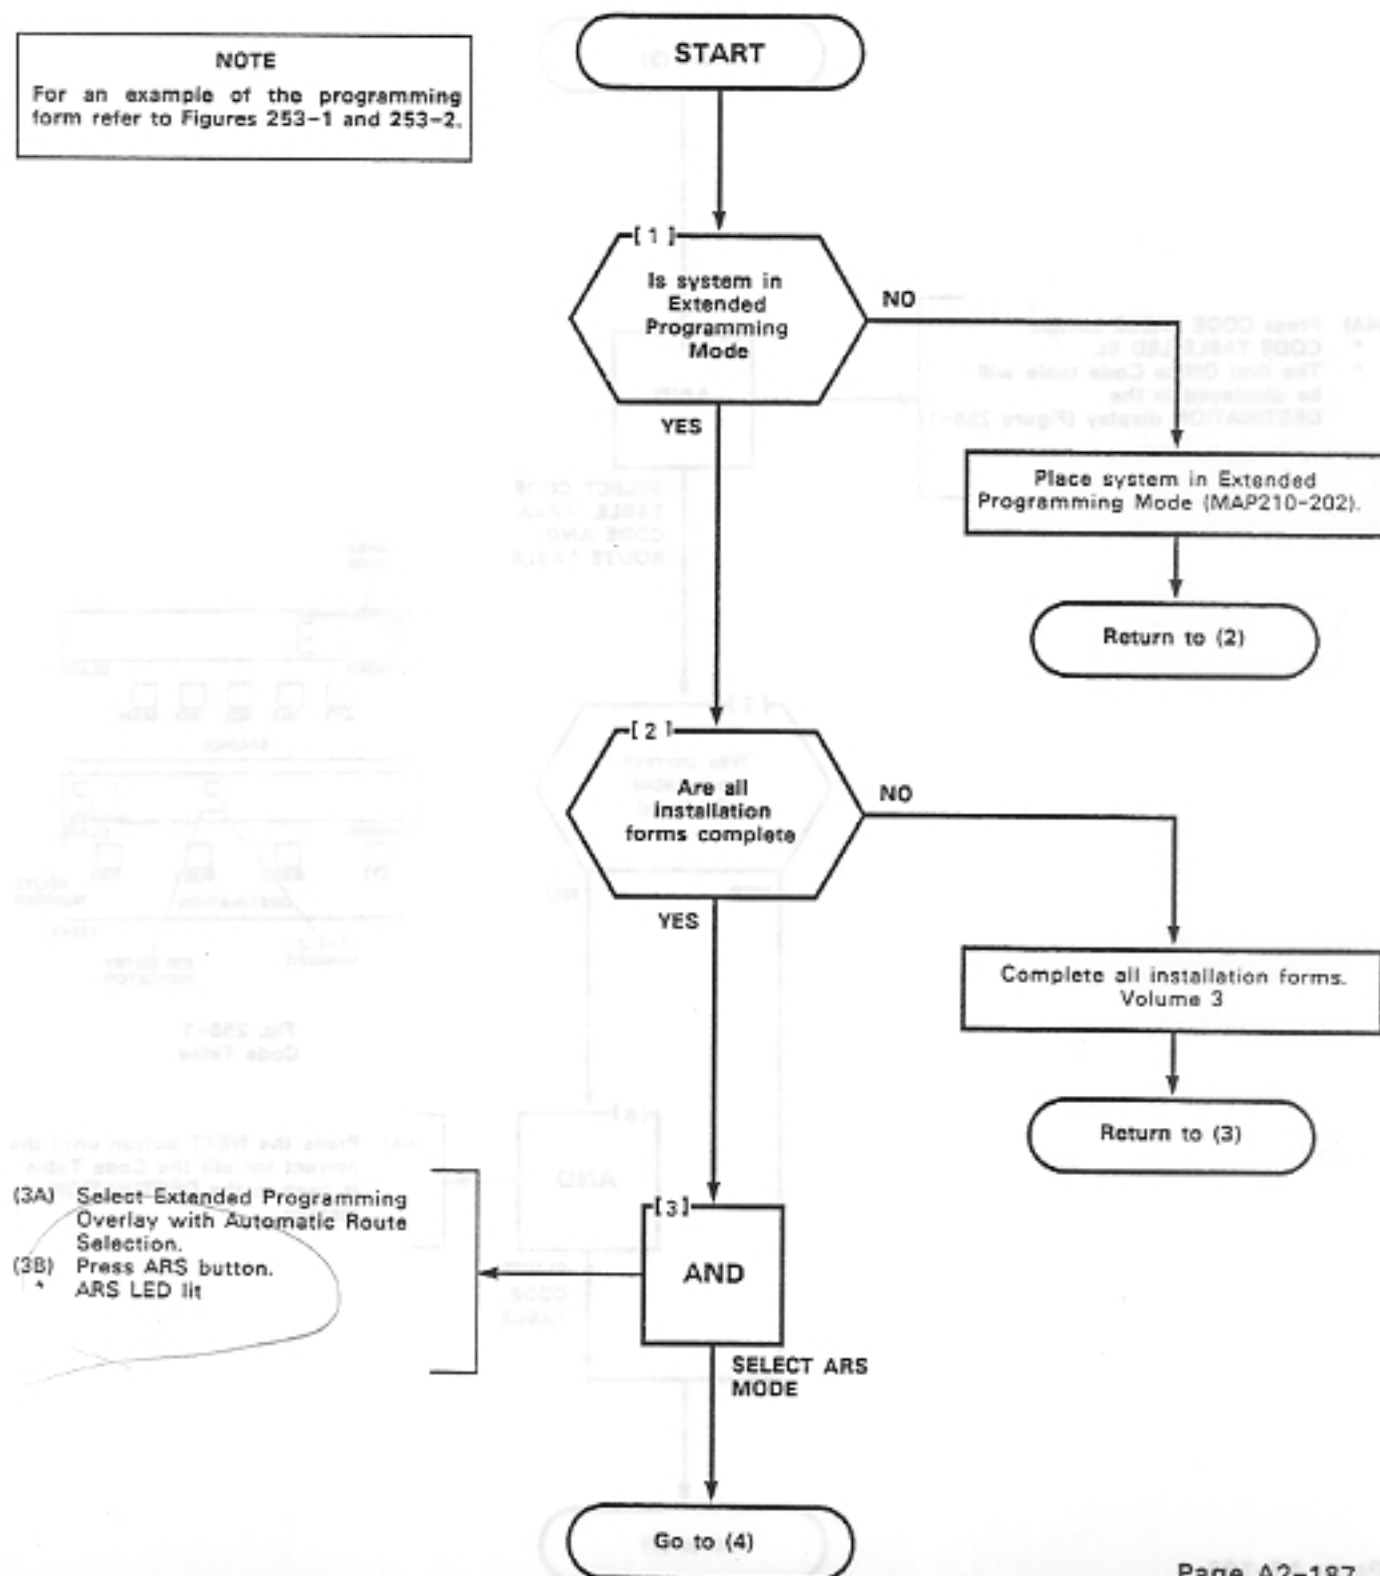 START
NOTE
For an example of the programming
form refer to Figures 253-1 and 253-2.
[ 1 ]
Is system in
Extended
Programming
Mode
NO
YES
Place system in Extended
Programming Mode (MAP210-202).
Return to (2)
[ 2 ]
Are all
installation
forms complete
NO
YES
Complete all installation forms.
Volume 3
Return to (3)
(3A) Select Extended Programming
Overlay with Automatic Route
Selection.
(3B) Press ARS button.
* ARS LED lit
[3]
AND
SELECT ARS
MODE
Go to (4)
Page A2-187